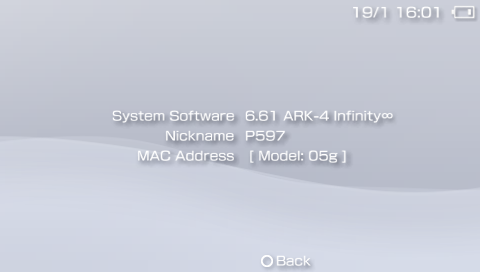 19/1 16:01
System Software 6.61 ARK-4 Infinity∞
Nickname P597
MAC Address [ Model: 05g ]
Back